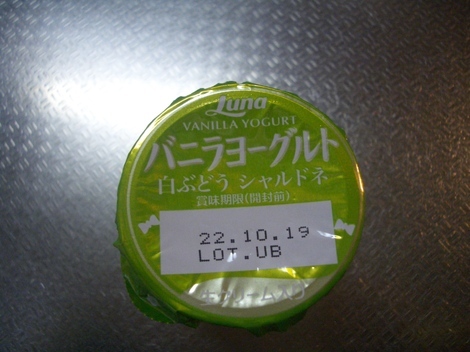 Luna
VANILLA YOGURT
バニラヨーグルト
白ぶどう シャルドネ
賞味期限(開封前)
22.10.19
LOT.UB